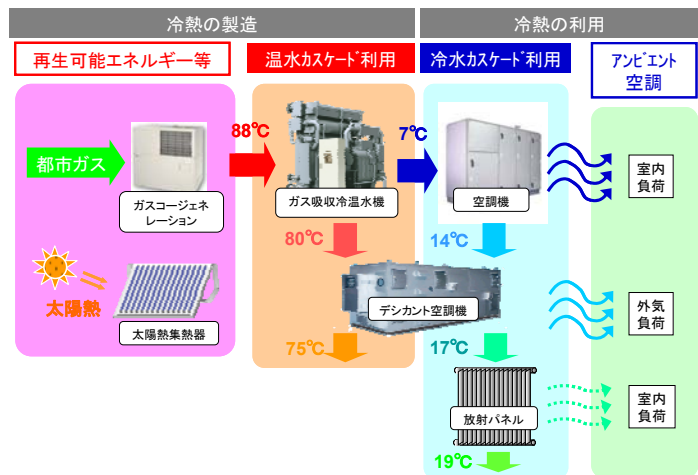 冷熱の製造
冷熱の利用
再生可能エネルギー等
温水カスケード利用
冷水カスケード利用
アンビエント
空調
都市ガス
ガスコージェネ
レーション
88℃
ガス吸収冷温水機
7℃
空調機
室内
負荷
80℃
14℃
太陽熱
太陽熱集熱器
デシカント空調機
外気
負荷
75℃
17℃
放射パネル
室内
負荷
19℃